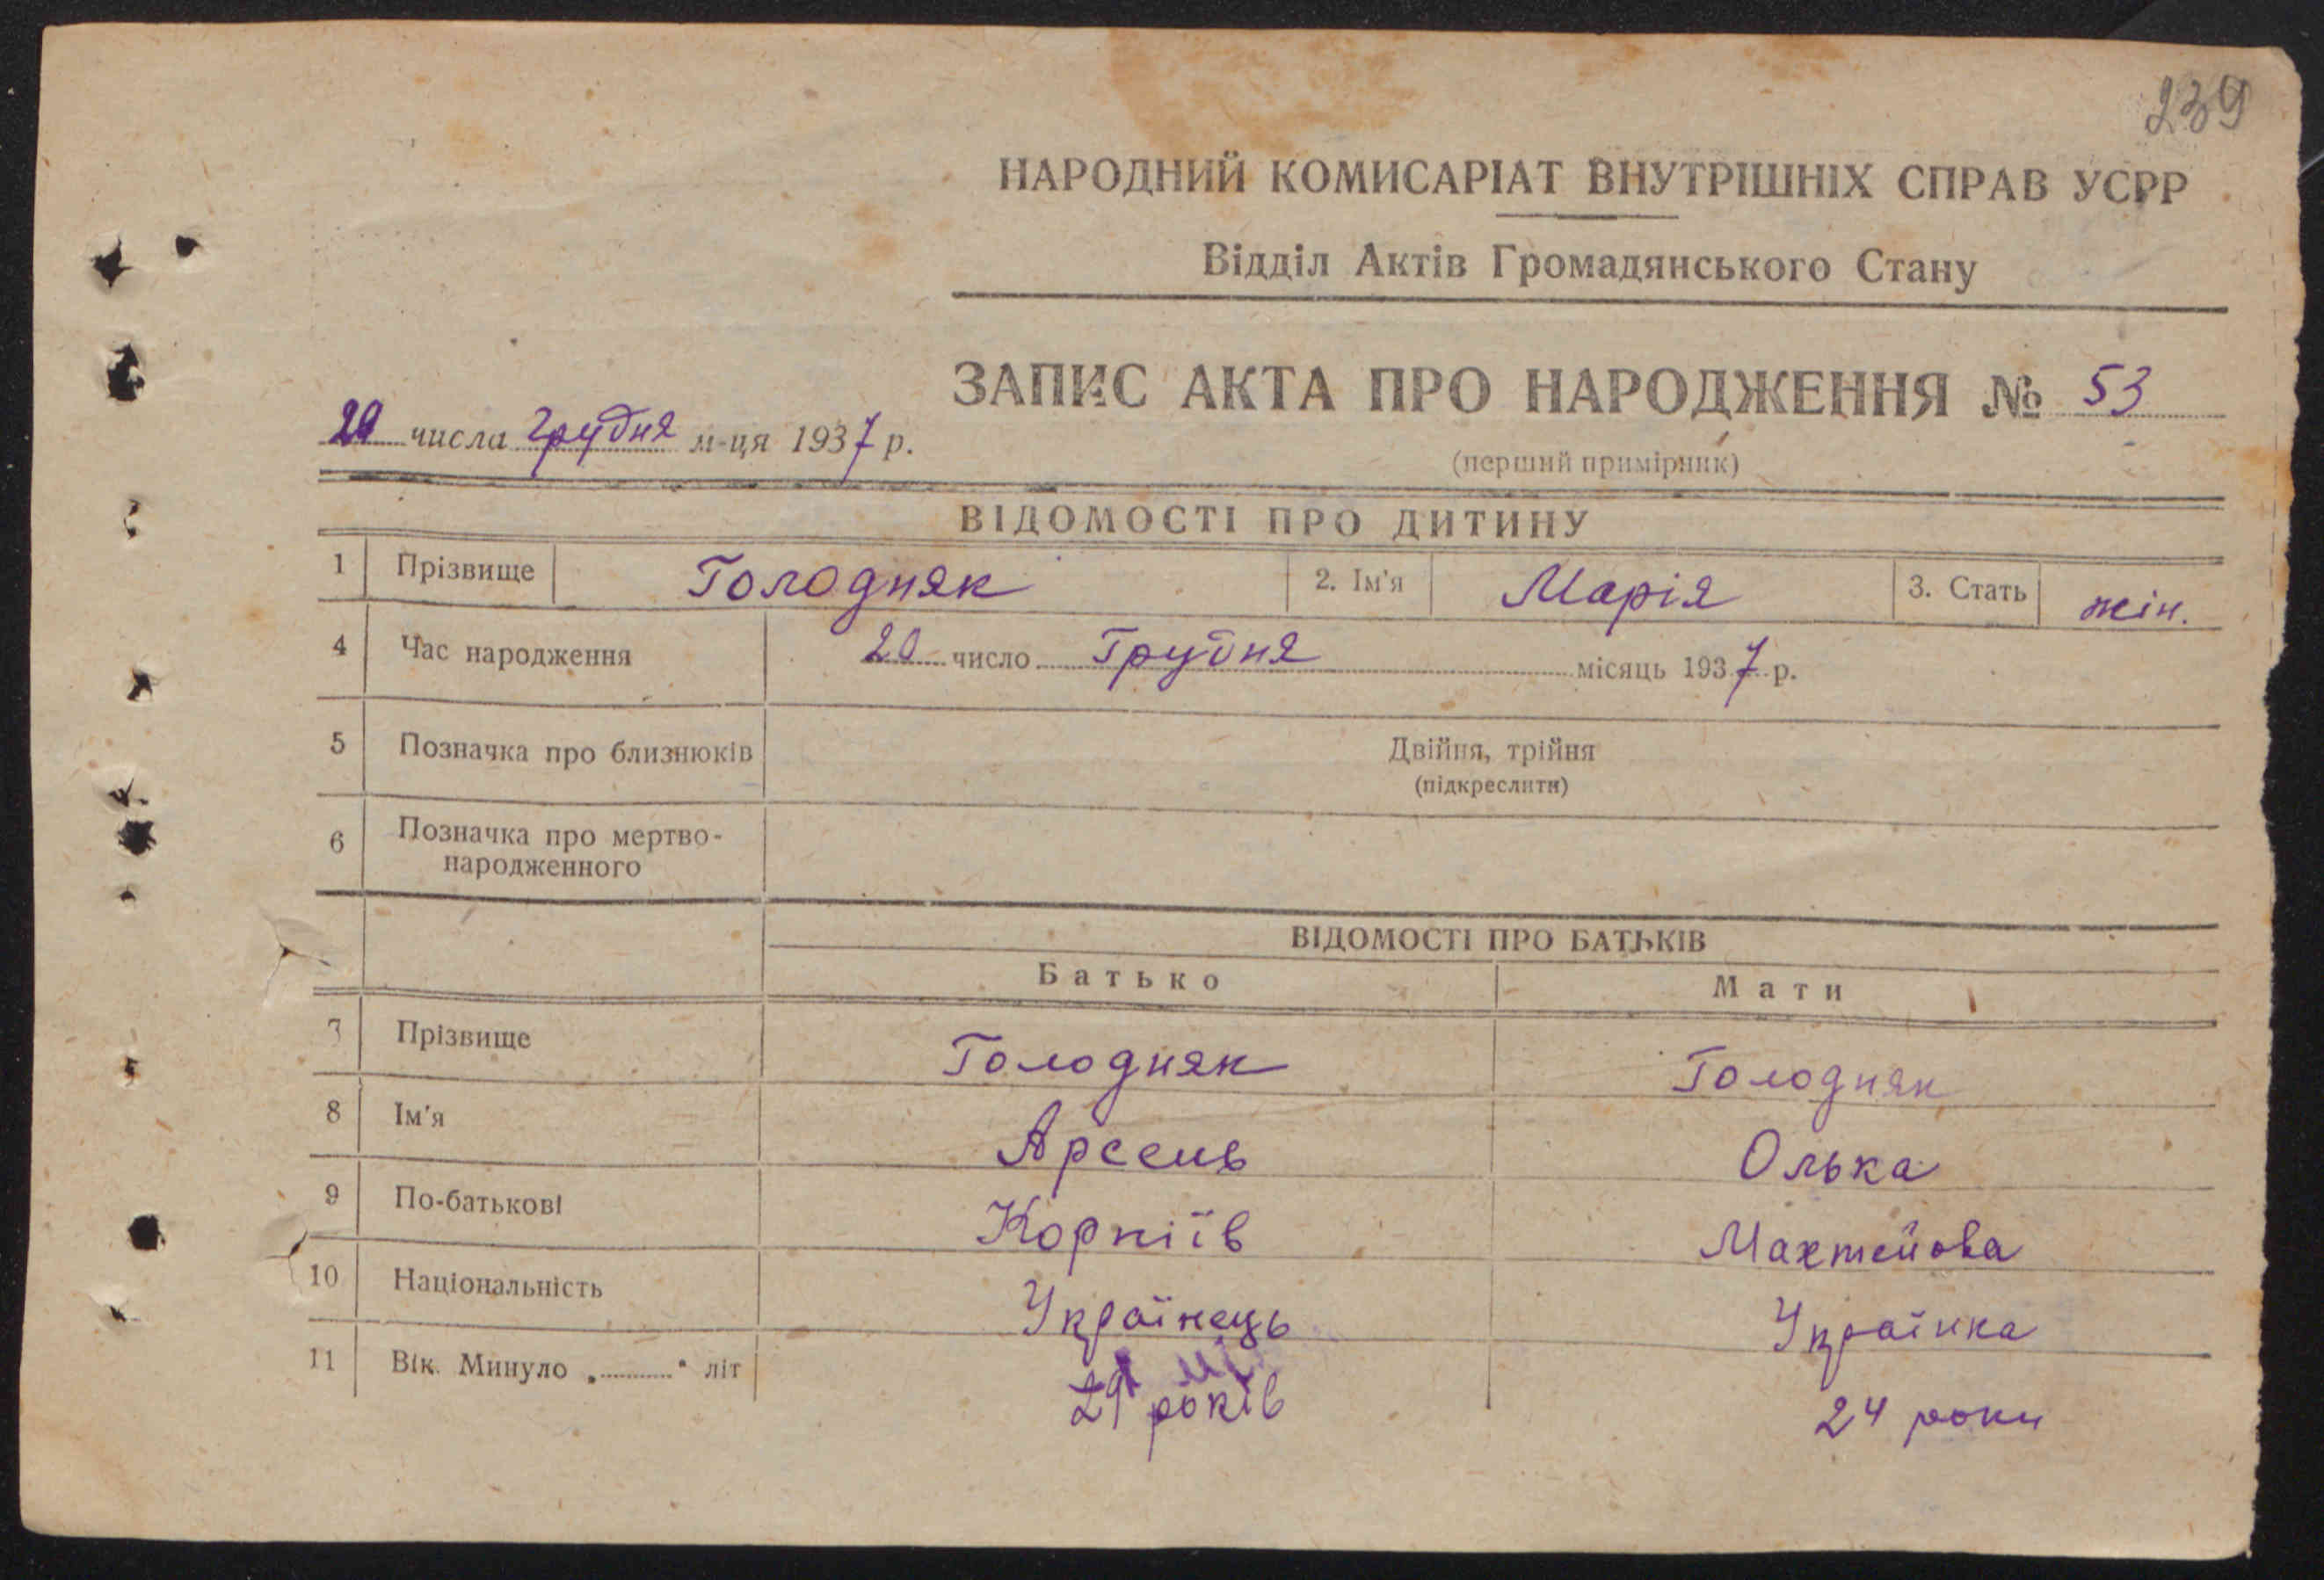 239
НАРОДНИЙ КОМИСАРІАТ ВНУТРІШНІХ СПРАВ УСРР
Відділ Актів Громадянського Стану
ЗАПИС АКТА ПРО НАРОДЖЕННЯ № 53
числа грудня м-ця 1937 р.
(перший примірник)
ВІДОМОСТІ ПРО ДИТИНУ
1 Прізвище Голодняк 2. Ім'я Марія 3. Стать жін.
4 Час народження 20 число Грудня місяць 1937 р.
5 Позначка про близнюків Двійня, трійня
(підкреслити)
6 Позначка про мертво-
народженного
ВІДОМОСТІ ПРО БАТЬКІВ
Батько Мати
7 Прізвище Голодняк Голодняк
8 Ім'я Арсень Олька
9 По-батькові Корніїв Махтейова
10 Національність Українець Українка
11 Вік. Минуло „ “ літ 29 років 24 роки